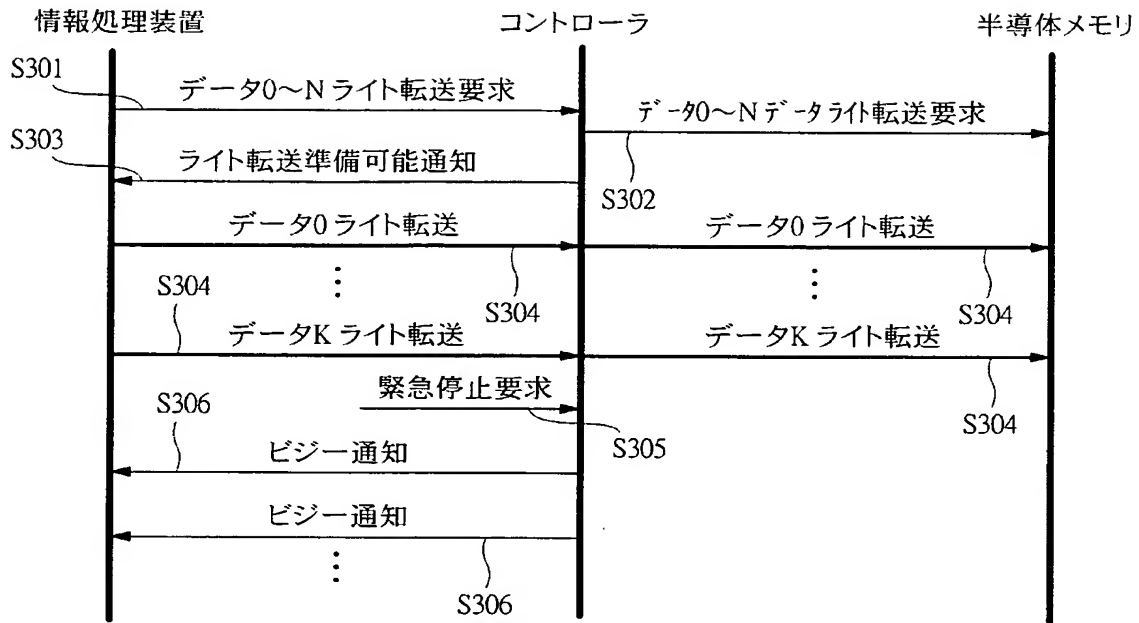 情報処理装置
コントローラ
半導体メモリ
S301
データ0～Nライト転送要求
データ0～Nデータライト転送要求
S303
ライト転送準備可能通知
S302
データ0ライト転送
データ0ライト転送
S304
S304
S304
データKライト転送
データKライト転送
緊急停止要求
S306
S305
S304
ビジー通知
ビジー通知
S306